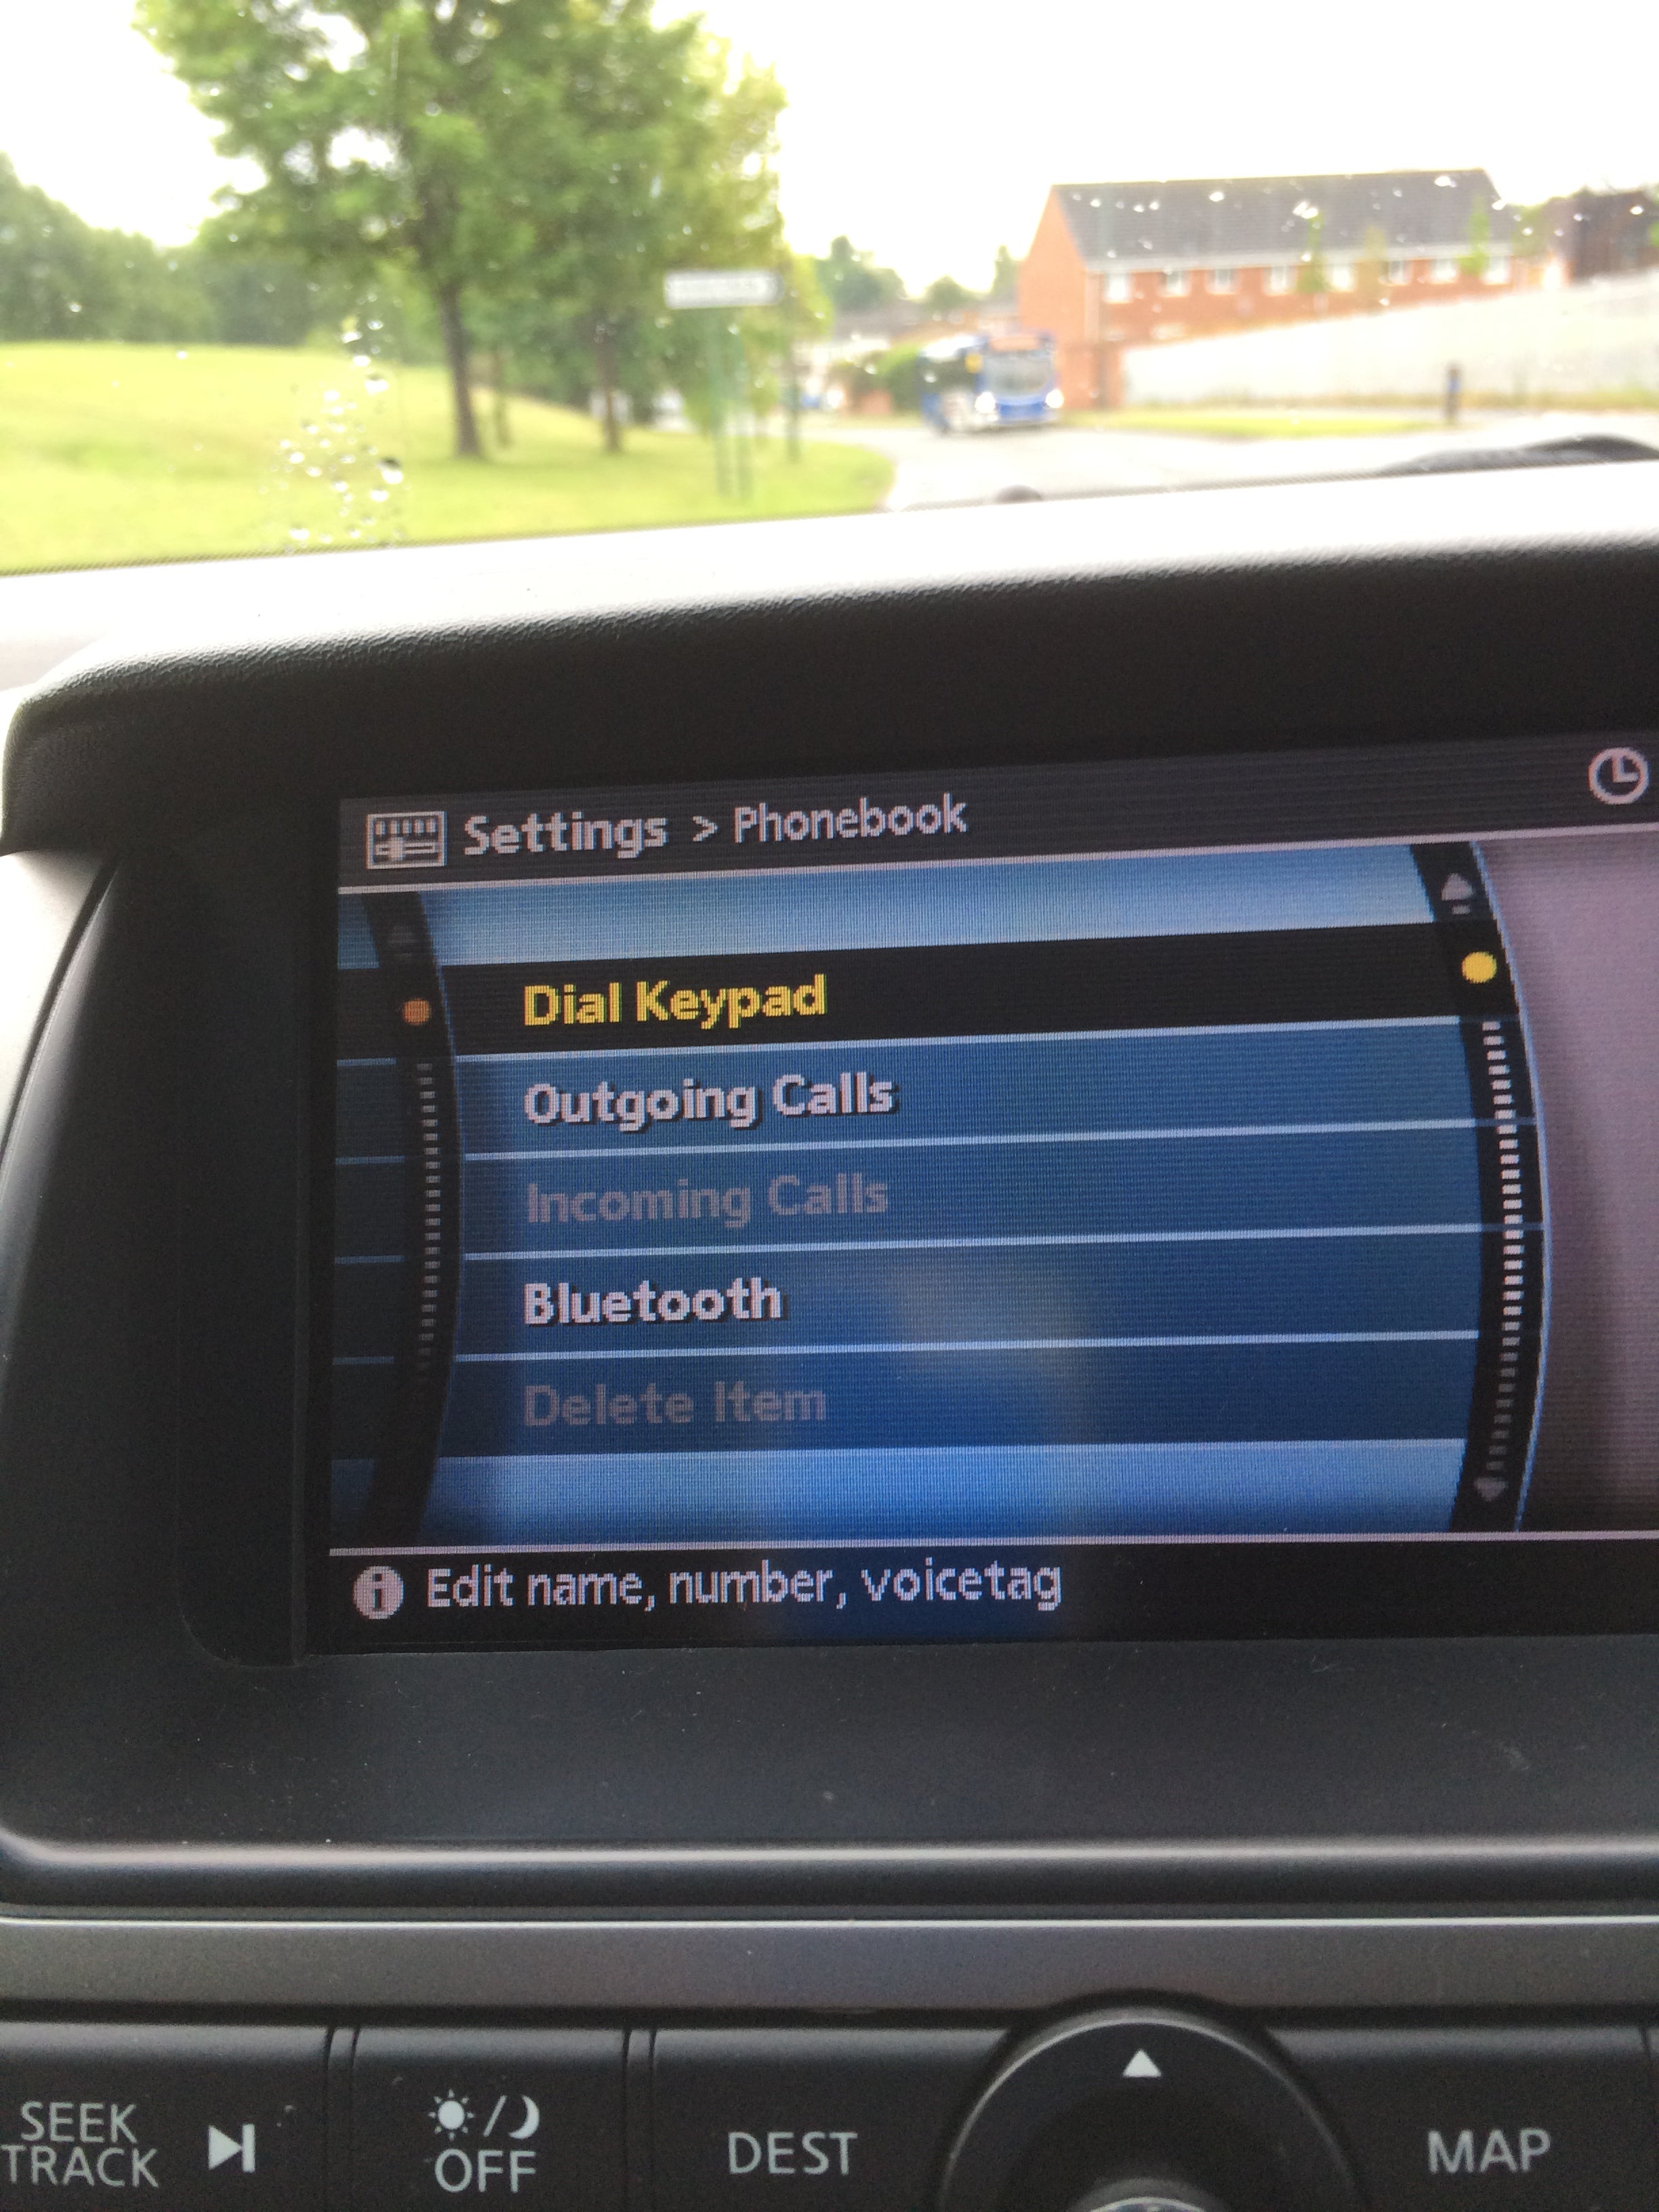 Settings > Phonebook
Dial Keypad
Outgoing Calls
Incoming Calls
Bluetooth
Delete Item
Edit name, number, voicetag
SEEK
TRACK
OFF
DEST
MAP